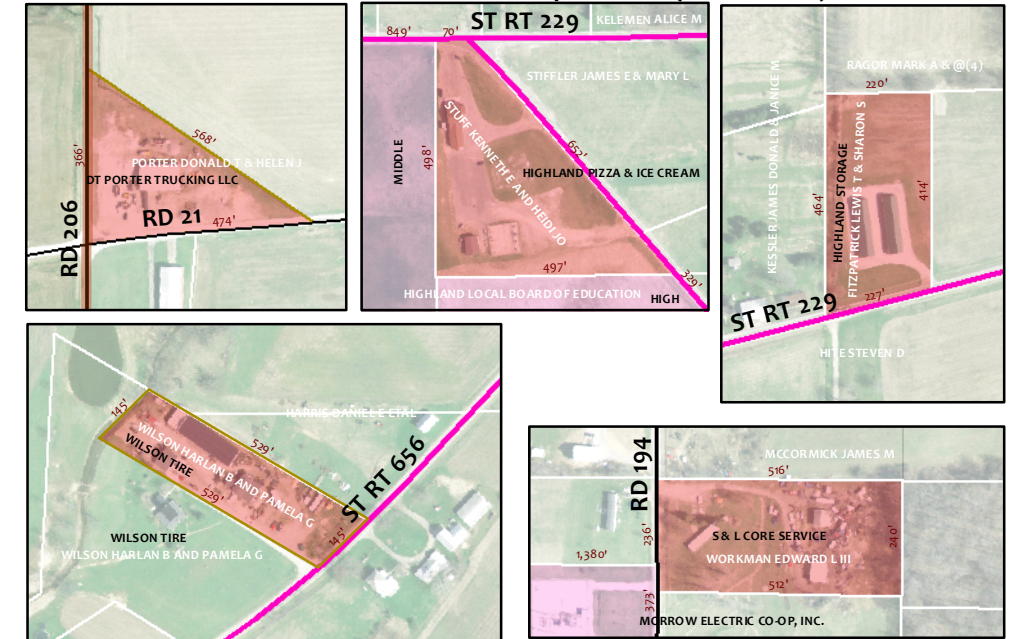 568'
366'
PORTER DONALD T & HELEN J
DT PORTER TRUCKING LLC
RD 21
474'
RD 206
ST RT 229
KELEMEN ALICE M
849'
70'
STIFFLER JAMES E & MARY L
STUFF KENNETH E AND HEIDI JO
MIDDLE
498'
652'
HIGHLAND PIZZA & ICE CREAM
497'
329'
HIGHLAND LOCAL BOARD OF EDUCATION
HIGH
RAGOR MARK A & @(4)
220'
KESSLER JAMES DONALD & JANICE M
464'
HIGHLAND STORAGE
FITZPATRICK LEWIS T & SHARON S
414'
227'
ST RT 229
HITE STEVEN D
145'
HARRIS DANIEL E ETAL
WILSON HARLAN B AND PAMELA G
WILSON TIRE
529'
529'
145'
ST RT 656
WILSON TIRE
WILSON HARLAN B AND PAMELA G
RD 194
MCCORMICK JAMES M
516'
236'
S & L CORE SERVICE
240'
WORKMAN EDWARD L III
1,380'
512'
373'
MORROW ELECTRIC CO-OP, INC.